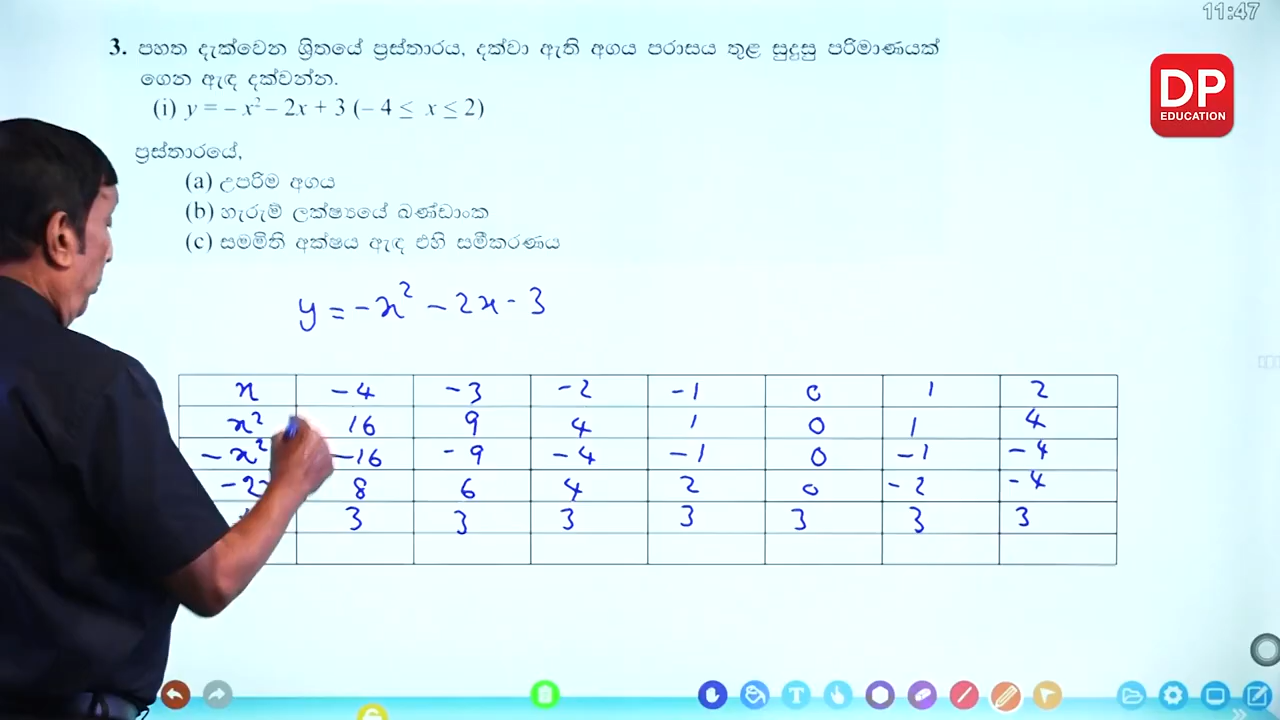 11:47
3. පහත දැක්වෙන ශ්‍රිතයේ ප්‍රස්තාරය, දක්වා ඇති අගය පරාසය තුළ සුදුසු පරිමාණයක්
ගෙන ඇඳ දක්වන්න.
(i) y = – x² – 2x + 3 (– 4 ≤ x ≤ 2)
DP
EDUCATION
ප්‍රස්තාරයේ,
(a) උපරිම අගය
(b) හැරුම් ලක්ෂ්‍යයේ ඛණ්ඩාංක
(c) සමමිති අක්ෂය ඇඳ එහි සමීකරණය
y = -x² - 2x - 3
x -4 -3 -2 -1 0 1 2
x² 16 9 4 1 0 1 4
-x² -16 -9 -4 -1 0 -1 -4
8 6 4 2 0 -2 -4
3 3 3 3 3 3 3